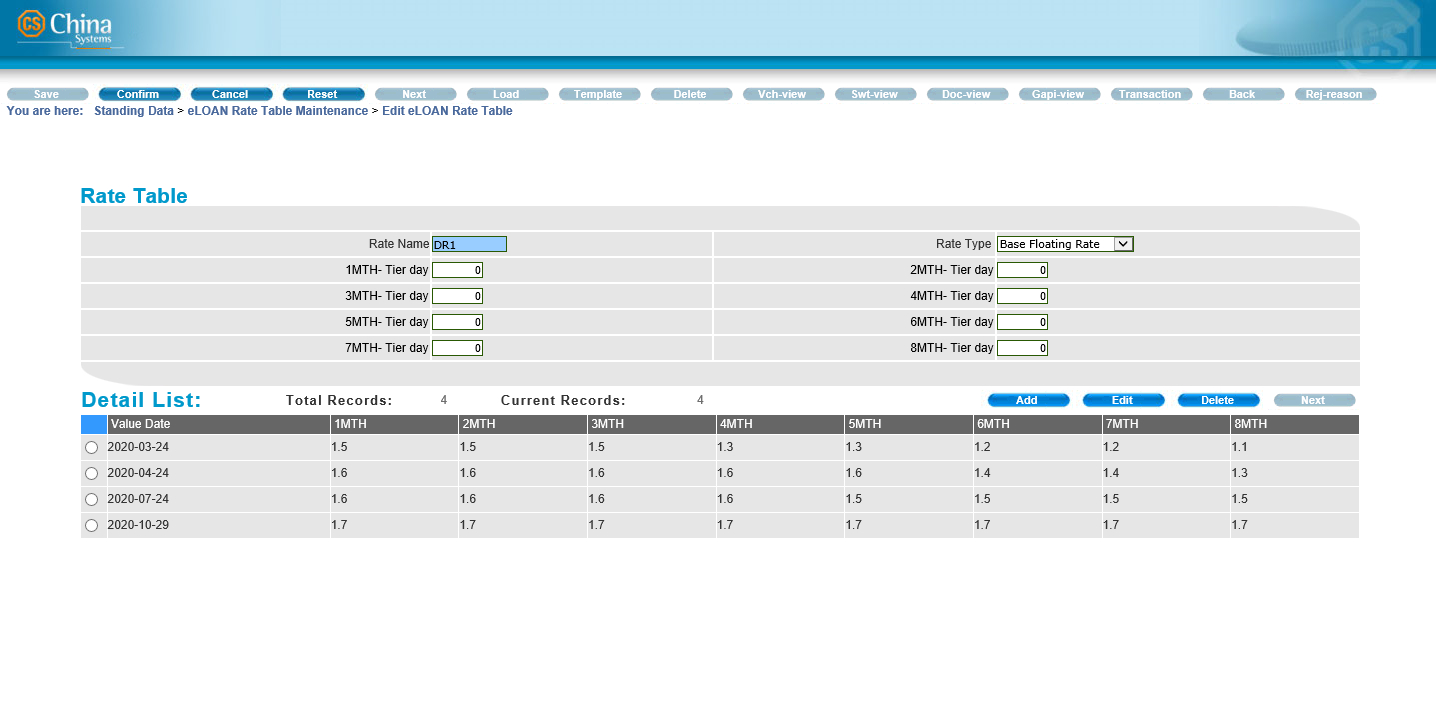 CS China
Systems
CS
Save Confirm Cancel Reset Next Load Template Delete Vch-view Swt-view Doc-view Gapi-view Transaction Back Rej-reason
You are here: Standing Data > eLOAN Rate Table Maintenance > Edit eLOAN Rate Table
Rate Table
Rate Name DR1 Rate Type Base Floating Rate
1MTH- Tier day 0 2MTH- Tier day 0
3MTH- Tier day 0 4MTH- Tier day 0
5MTH- Tier day 0 6MTH- Tier day 0
7MTH- Tier day 0 8MTH- Tier day 0
Detail List: Total Records: 4 Current Records: 4 Add Edit Delete Next
Value Date 1MTH 2MTH 3MTH 4MTH 5MTH 6MTH 7MTH 8MTH
2020-03-24 1.5 1.5 1.5 1.3 1.3 1.2 1.2 1.1
2020-04-24 1.6 1.6 1.6 1.6 1.6 1.4 1.4 1.3
2020-07-24 1.6 1.6 1.6 1.6 1.5 1.5 1.5 1.5
2020-10-29 1.7 1.7 1.7 1.7 1.7 1.7 1.7 1.7